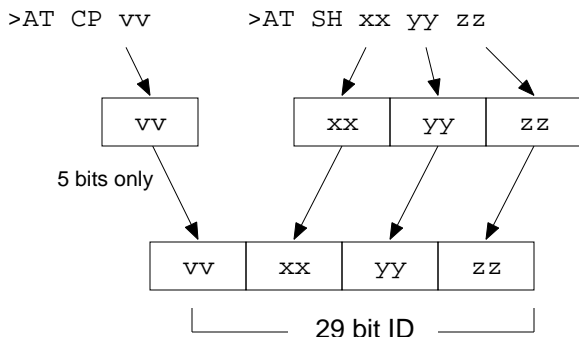 >AT CP vv
>AT SH xx yy zz
vv
xx yy zz
5 bits only
vv xx yy zz
29 bit ID